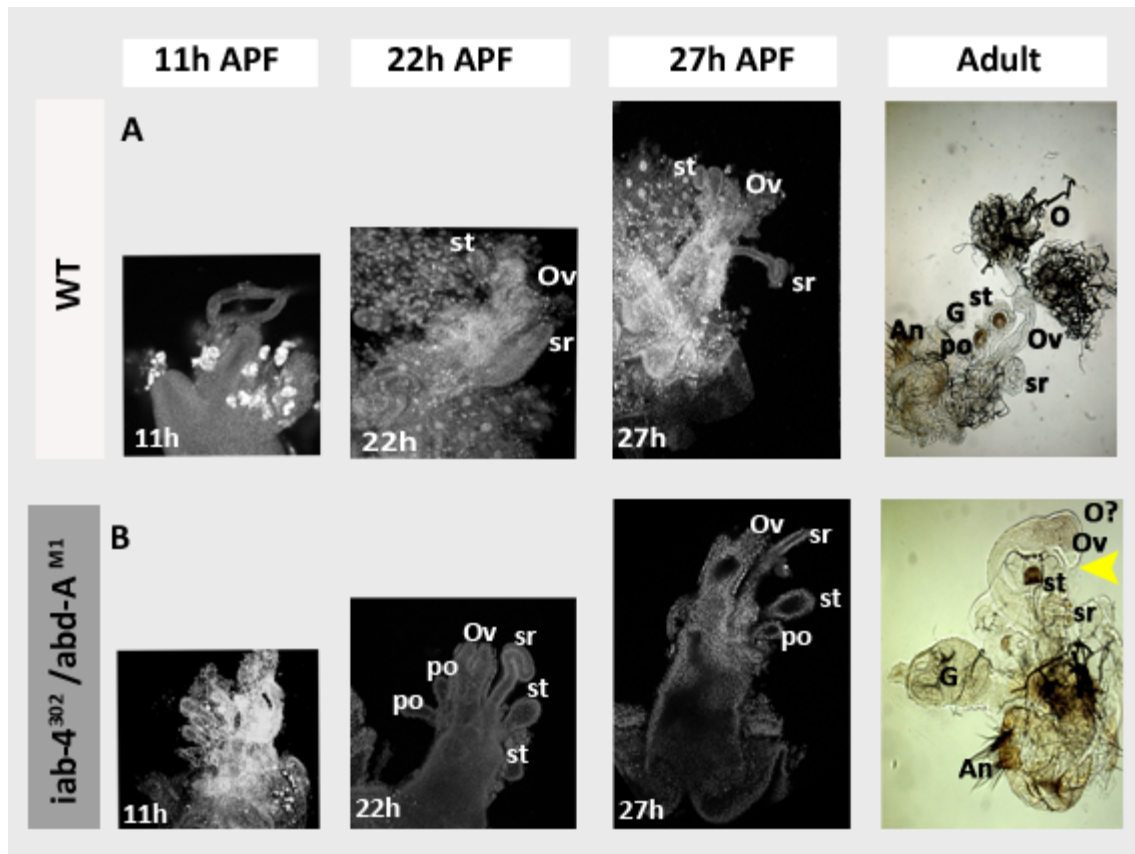 11h APF
22h APF
27h APF
Adult
WT
A
11h
st
Ov
sr
22h
st
Ov
sr
27h
O
st
G
An
po
Ov
sr
iab-4³⁰²/abd-A ᴹ¹
B
11h
Ov
sr
po
po
st
st
22h
Ov
sr
st
po
27h
O?
Ov
st
sr
G
An